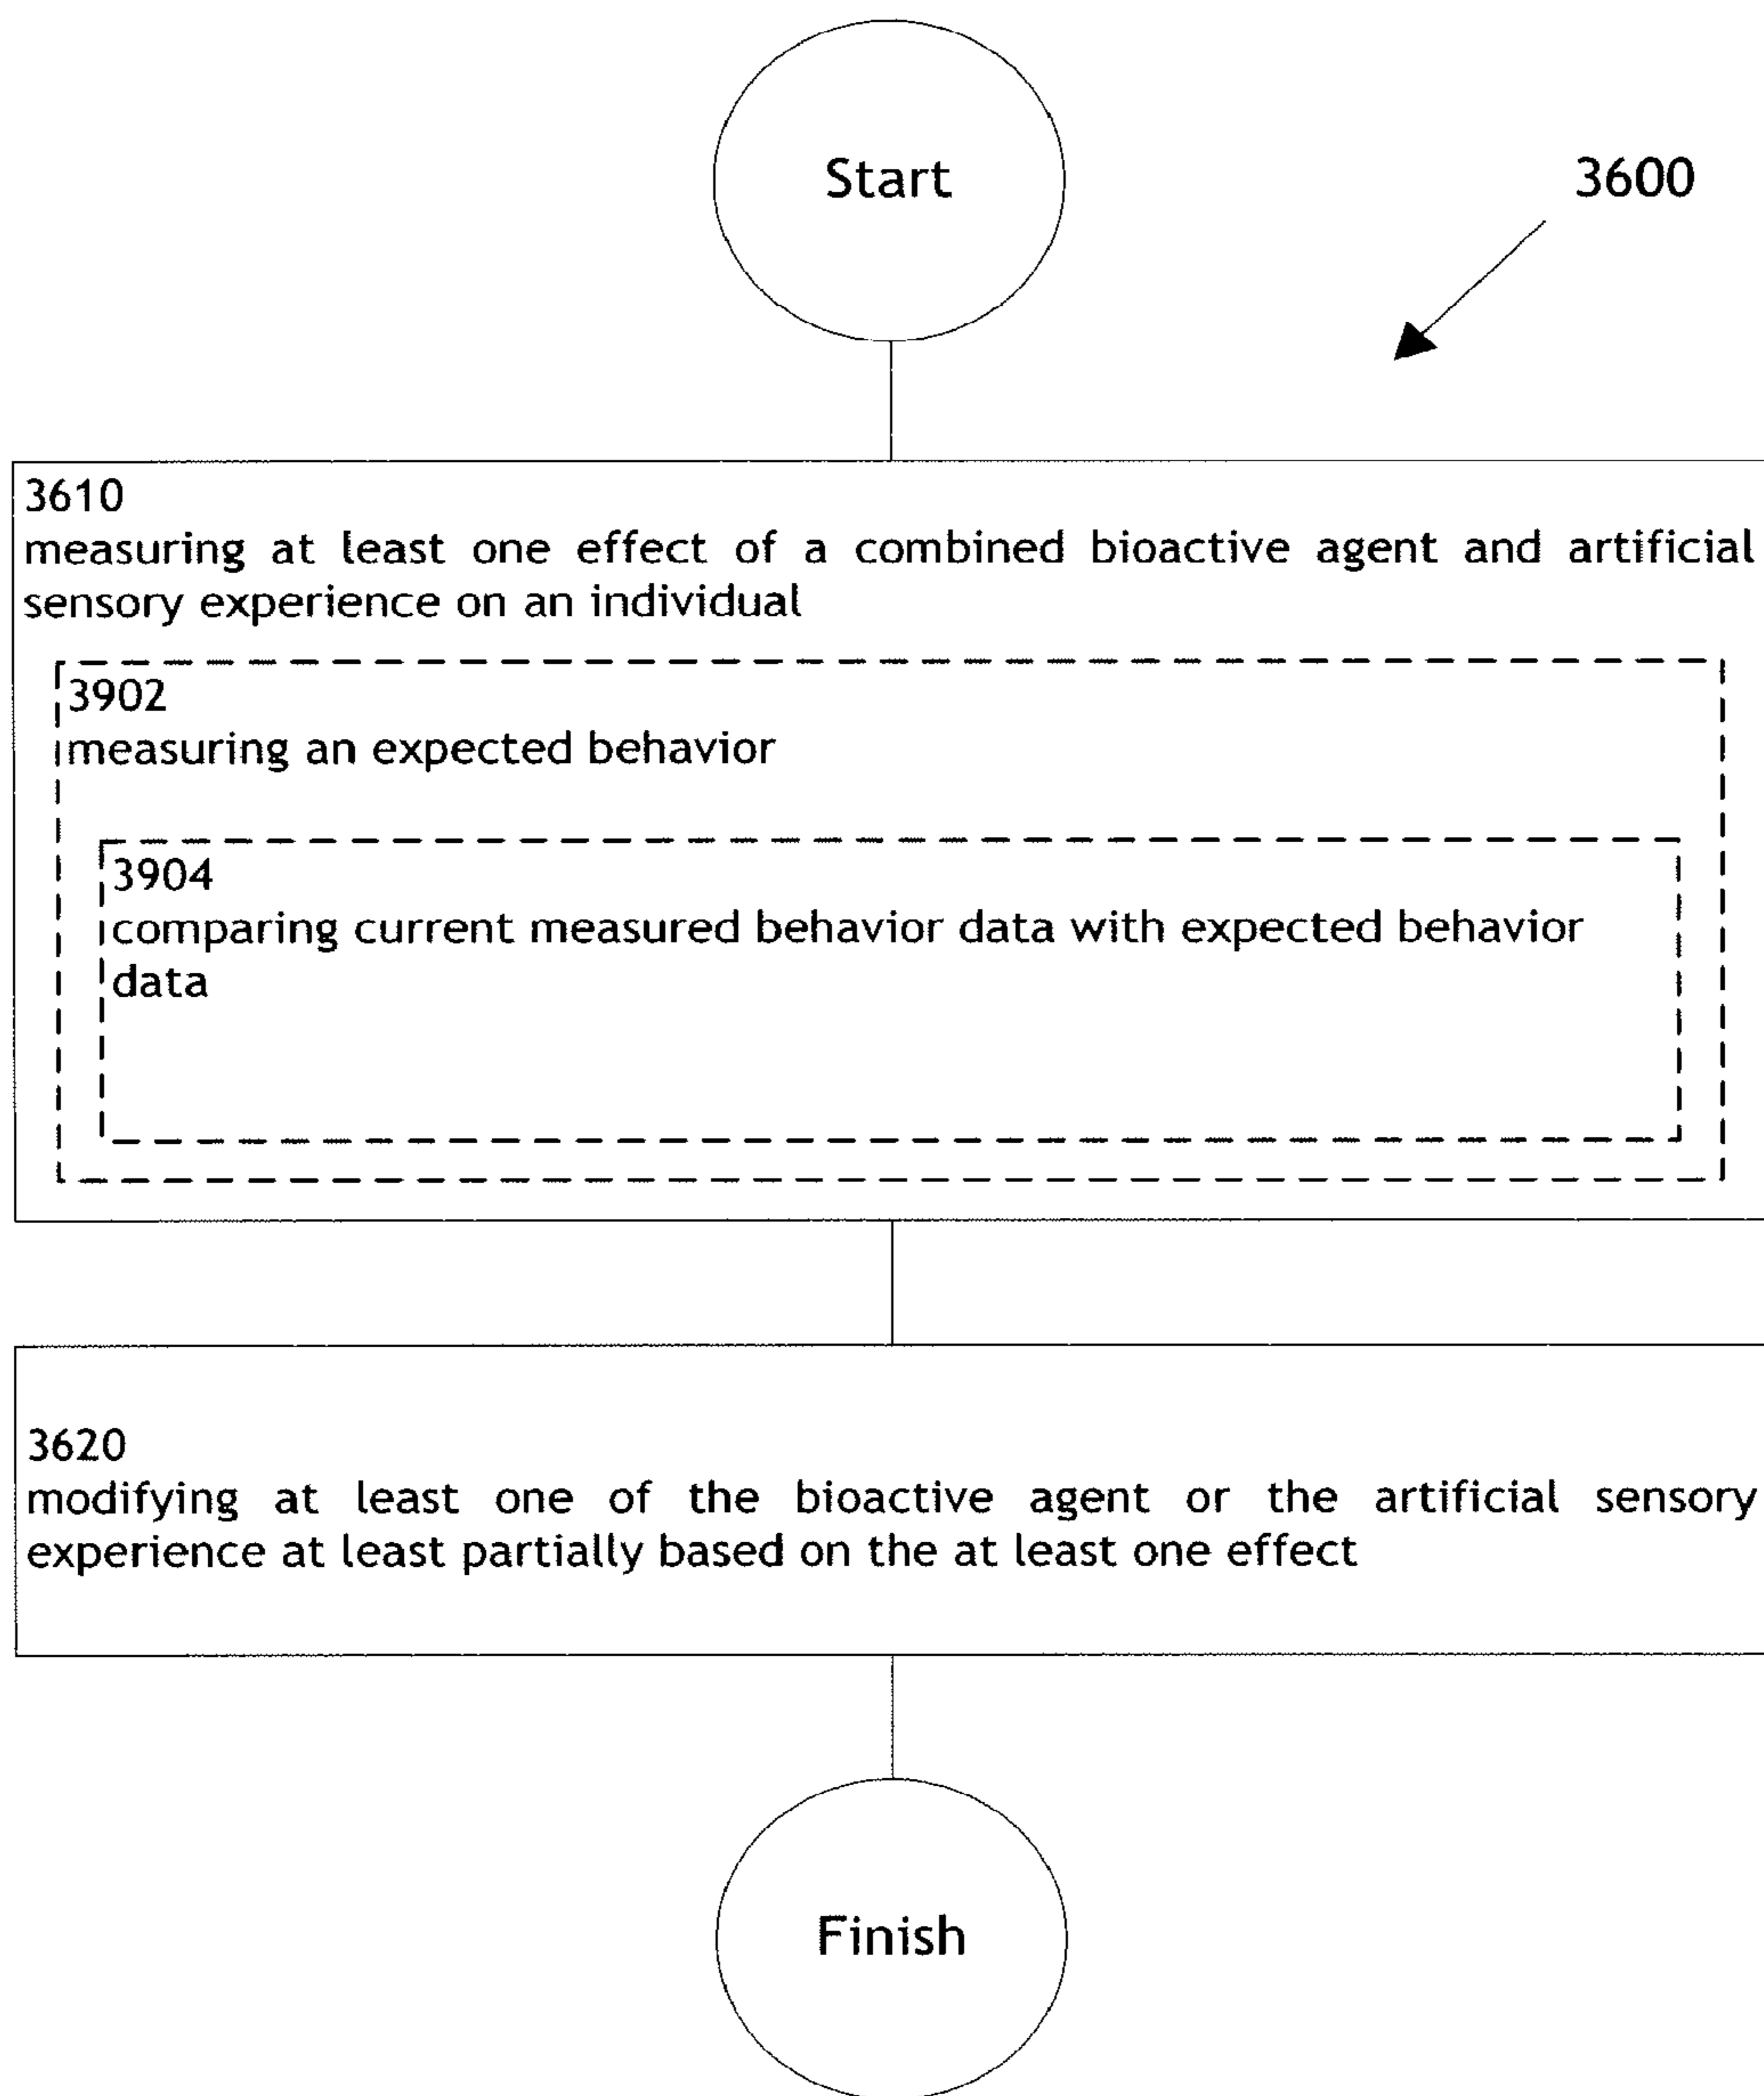 Start
3600
3610
measuring at least one effect of a combined bioactive agent and artificial
sensory experience on an individual
3902
measuring an expected behavior
3904
comparing current measured behavior data with expected behavior
data
3620
modifying at least one of the bioactive agent or the artificial sensory
experience at least partially based on the at least one effect
Finish